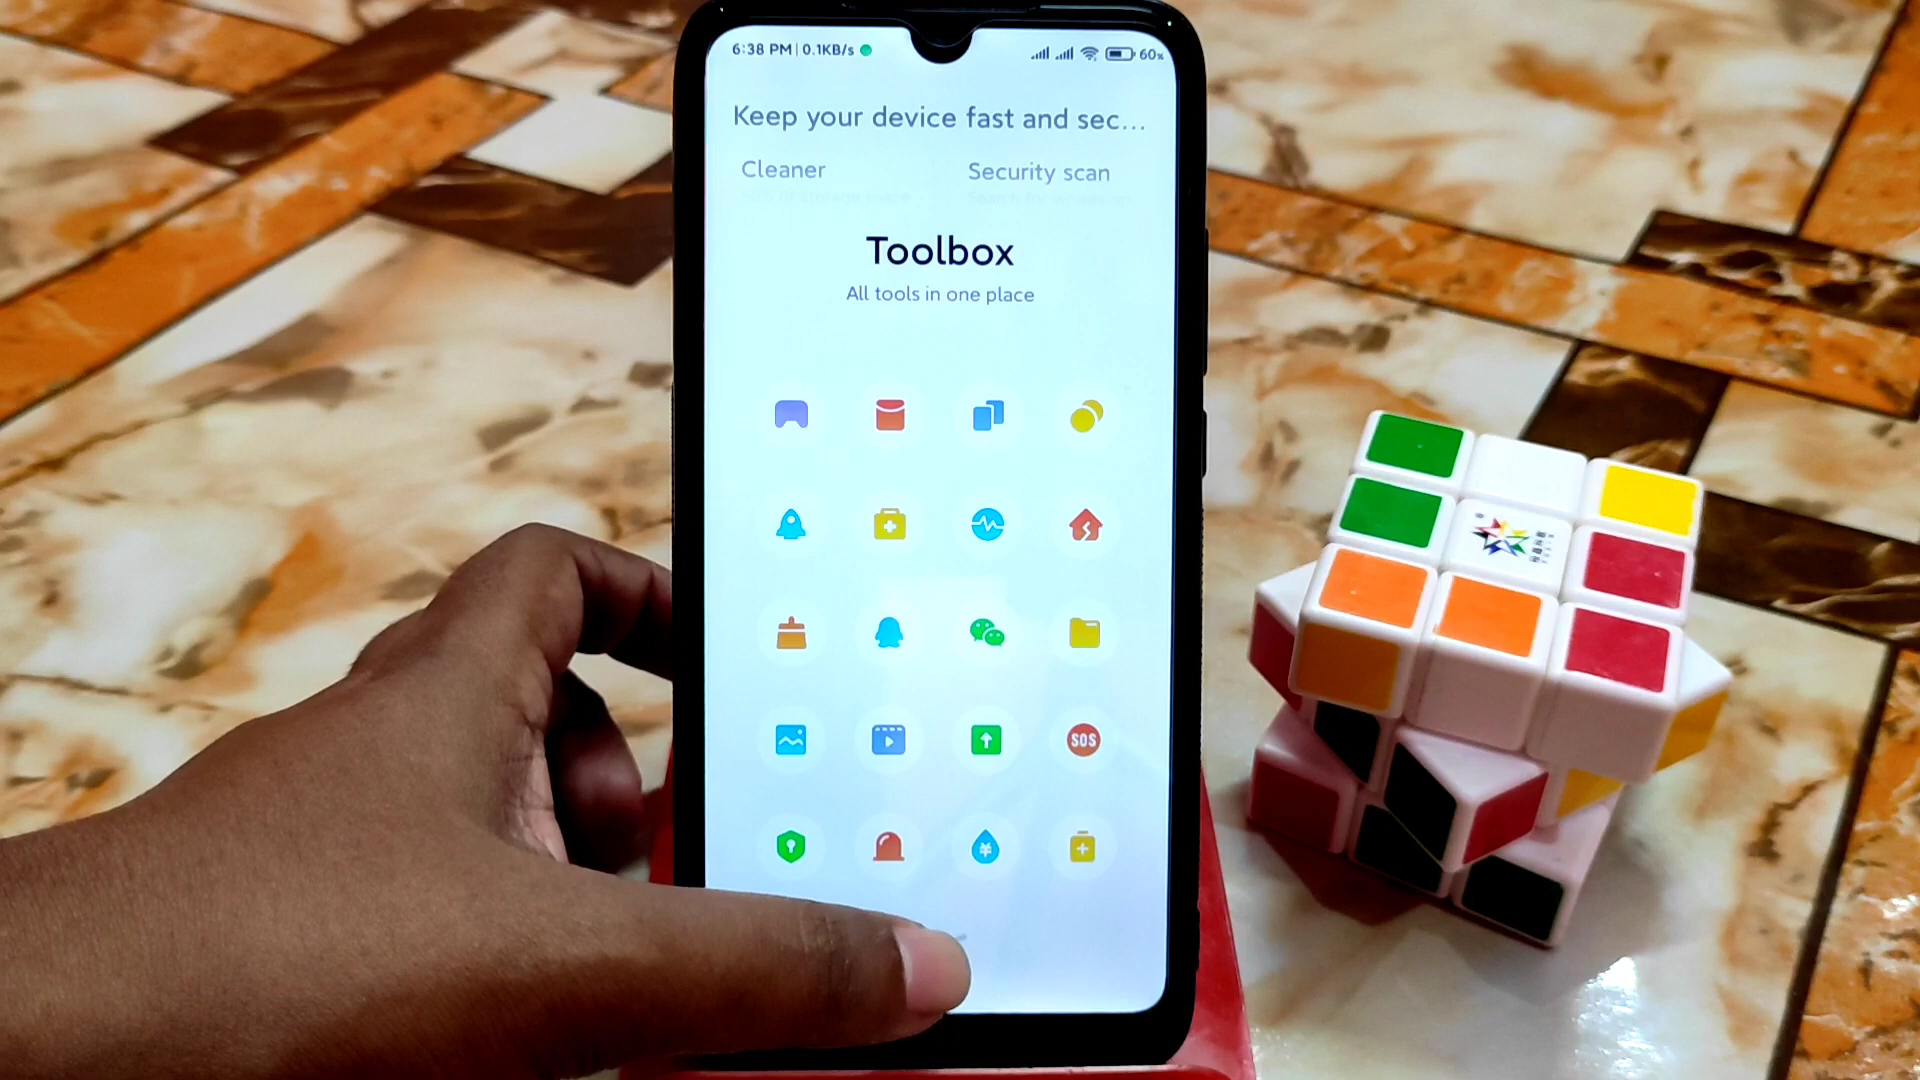 6:38 PM | 0.1KB/s
60%
Keep your device fast and sec...
Cleaner
Security scan
Toolbox
All tools in one place
SOS